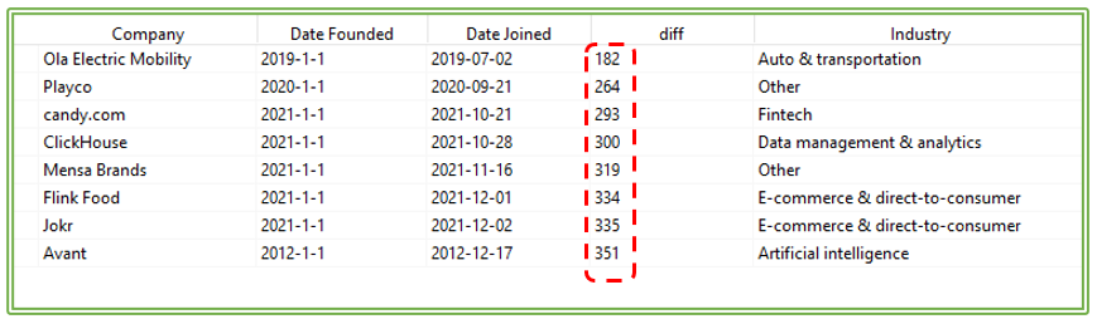 Company Date Founded Date Joined diff Industry
Ola Electric Mobility 2019-1-1 2019-07-02 182 Auto & transportation
Playco 2020-1-1 2020-09-21 264 Other
candy.com 2021-1-1 2021-10-21 293 Fintech
ClickHouse 2021-1-1 2021-10-28 300 Data management & analytics
Mensa Brands 2021-1-1 2021-11-16 319 Other
Flink Food 2021-1-1 2021-12-01 334 E-commerce & direct-to-consumer
Jokr 2021-1-1 2021-12-02 335 E-commerce & direct-to-consumer
Avant 2012-1-1 2012-12-17 351 Artificial intelligence